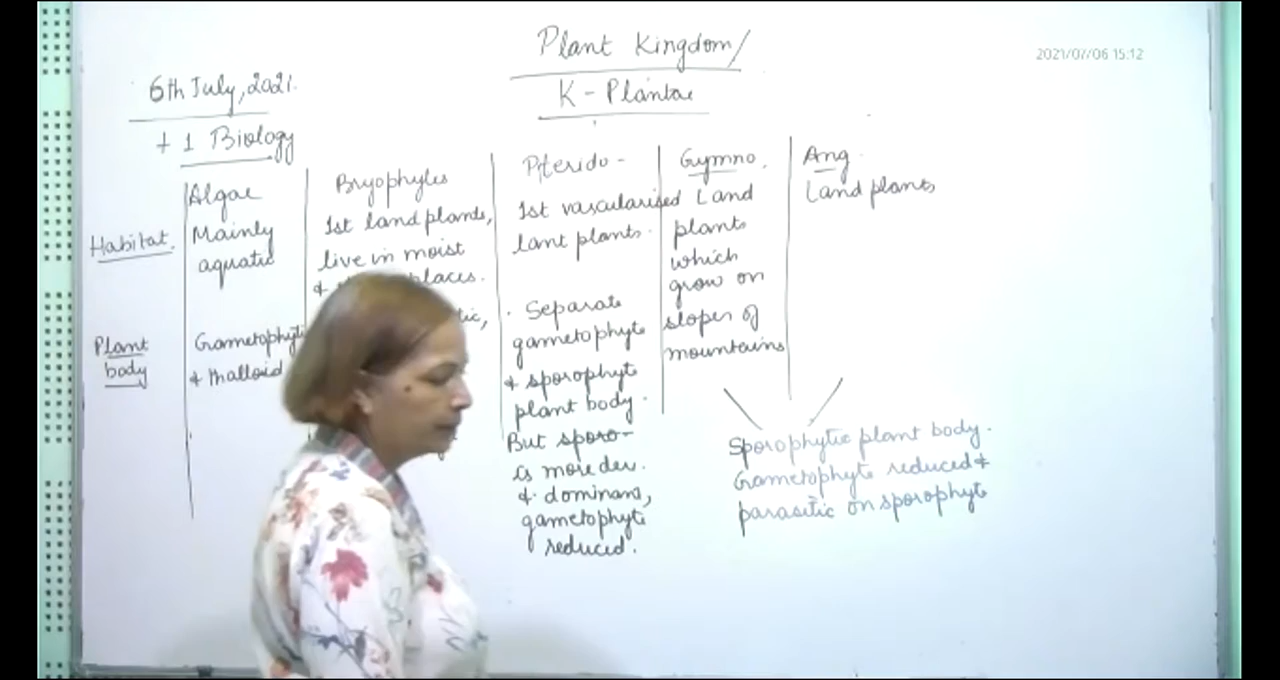 Plant Kingdom/
K - Plantae
2021/07/06 15:12
6th July, 2021.
+ 1 Biology
Algae
Bryophytes
Pterido -
Gymno.
Ang.
Habitat.
Mainly
aquatic
1st land plants,
live in moist
& places.
1st vascularised
lant plants.
Land
plants
which
grow on
slopes of
mountains
Land plants
Plant
body
Gametophytic
& thalloid
Separate
gametophyte
& sporophyte
plant body.
But sporo-
is more dev.
& dominans,
gametophyte
reduced.
Sporophytic plant body.
Gametophyte reduced &
parasitic on sporophyte